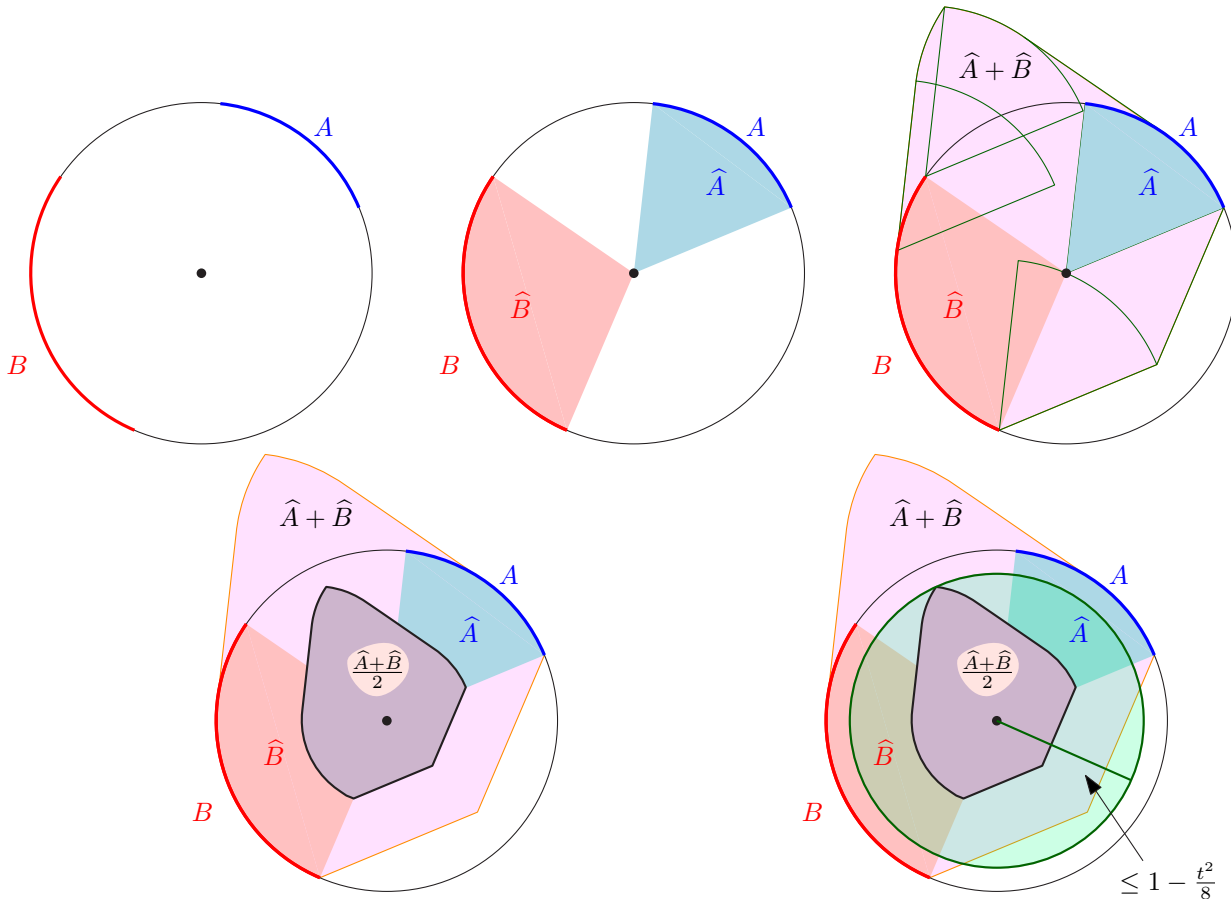 A
B
Â
B̂
A
B
Â + B̂
A
Â
B̂
B
Â + B̂
A
Â
(Â+B̂)/2
B̂
B
Â + B̂
A
Â
(Â+B̂)/2
B̂
B
≤ 1 − t²/8